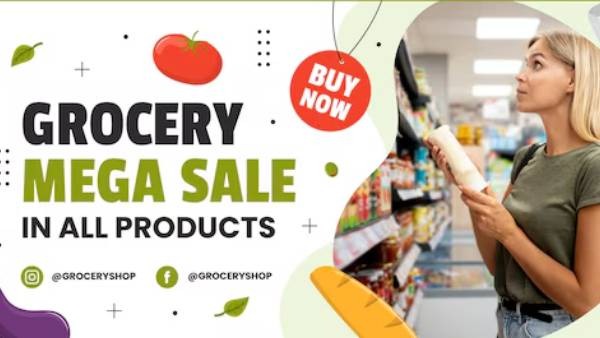 GROCERY
MEGA SALE
IN ALL PRODUCTS
@GROCERYSHOP
@GROCERYSHOP
BUY
NOW